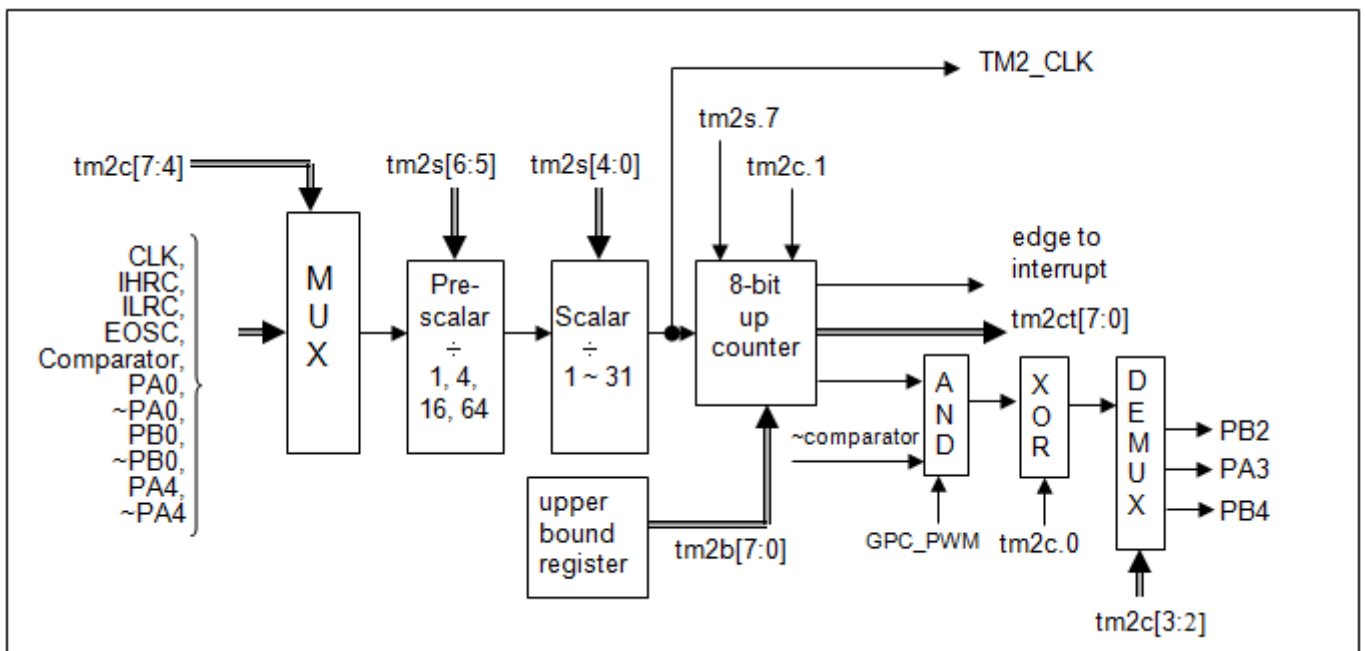 TM2_CLK
tm2s.7
tm2c[7:4]
tm2s[6:5]
tm2s[4:0]
tm2c.1
CLK,
IHRC,
ILRC,
EOSC,
Comparator,
PA0,
~PA0,
PB0,
~PB0,
PA4,
~PA4
M
U
X
Pre-
scalar
÷
1, 4,
16, 64
Scalar
÷
1 ~ 31
8-bit
up
counter
edge to
interrupt
tm2ct[7:0]
~comparator
A
N
D
X
O
R
D
E
M
U
X
PB2
PA3
PB4
upper
bound
register
tm2b[7:0]
GPC_PWM
tm2c.0
tm2c[3:2]